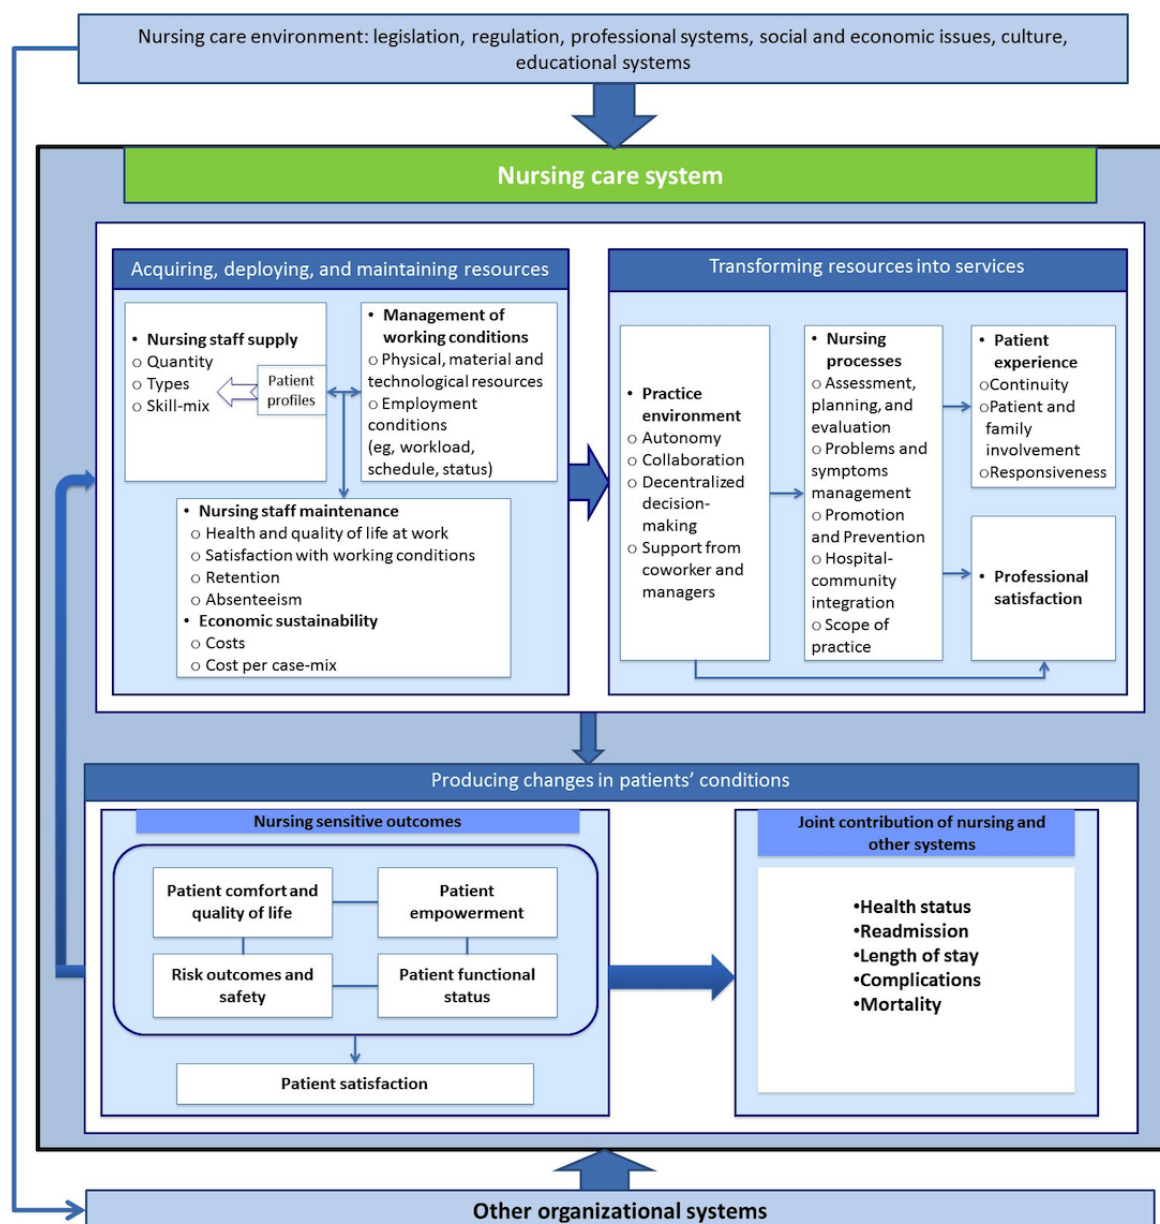 Nursing care environment: legislation, regulation, professional systems, social and economic issues, culture,
educational systems
Nursing care system
Acquiring, deploying, and maintaining resources
• Nursing staff supply
o Quantity
o Types
o Skill-mix
Patient
profiles
• Management of
working conditions
o Physical, material and
technological resources
o Employment
conditions
(eg, workload,
schedule, status)
• Nursing staff maintenance
o Health and quality of life at work
o Satisfaction with working conditions
o Retention
o Absenteeism
• Economic sustainability
o Costs
o Cost per case-mix
Transforming resources into services
• Practice environment
o Autonomy
o Collaboration
o Decentralized
decision-
making
o Support from
coworker and
managers
• Nursing
processes
o Assessment,
planning, and
evaluation
o Problems and
symptoms
management
o Promotion
and Prevention
o Hospital-
community
integration
o Scope of
practice
• Patient
experience
o Continuity
o Patient and
family
involvement
o Responsiveness
• Professional
satisfaction
Producing changes in patients’ conditions
Nursing sensitive outcomes
Patient comfort and
quality of life
Patient
empowerment
Risk outcomes and
safety
Patient functional
status
Patient satisfaction
Joint contribution of nursing and
other systems
•Health status
•Readmission
•Length of stay
•Complications
•Mortality
Other organizational systems